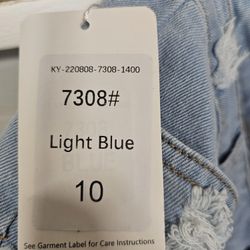 KY-220808-7308-1400
7308#
Light Blue
10
See Garment Label for Care Instructions